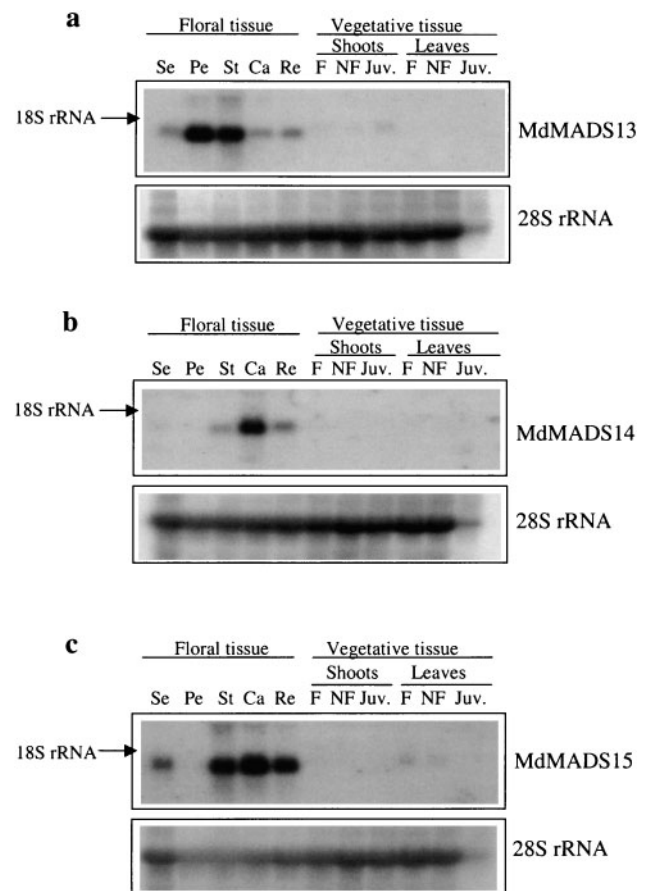 a
Floral tissue Vegetative tissue
Shoots Leaves
Se Pe St Ca Re F NF Juv. F NF Juv.
18S rRNA
MdMADS13
28S rRNA
b
Floral tissue Vegetative tissue
Shoots Leaves
Se Pe St Ca Re F NF Juv. F NF Juv.
18S rRNA
MdMADS14
28S rRNA
c
Floral tissue Vegetative tissue
Shoots Leaves
Se Pe St Ca Re F NF Juv. F NF Juv.
18S rRNA
MdMADS15
28S rRNA